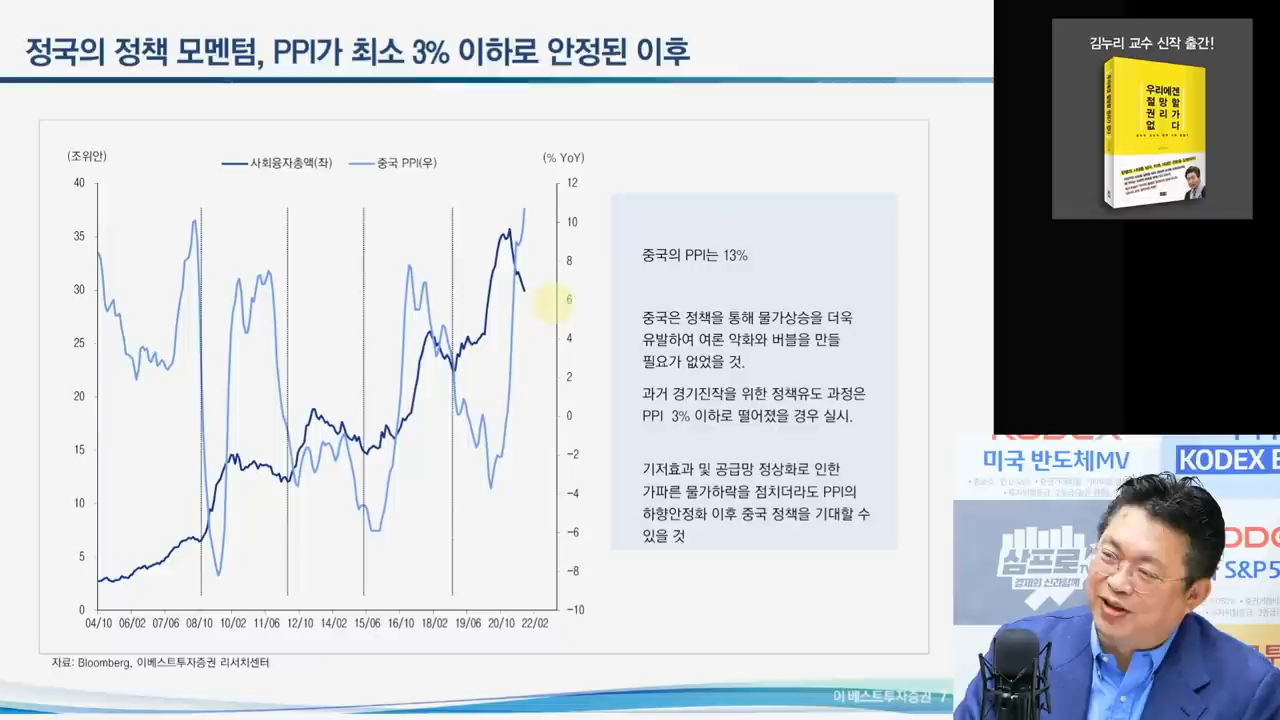 정국의 정책 모멘텀, PPI가 최소 3% 이하로 안정된 이후
(조위안)
사회융자총액(좌)
중국 PPI(우)
(% YoY)
40
35
30
25
20
15
10
5
0
12
10
8
6
4
2
0
−2
−4
−6
−8
−10
04/10 06/02 07/06 08/10 10/02 11/06 12/10 14/02 15/06 16/10 18/02 19/06 20/10 22/02
중국의 PPI는 13%
중국은 정책을 통해 물가상승을 더욱
유발하여 여론 악화와 버블을 만들
필요가 없었을 것.
과거 경기진작을 위한 정책유도 과정은
PPI 3% 이하로 떨어졌을 경우 실시.
기저효과 및 공급망 정상화로 인한
가파른 물가하락을 점치더라도 PPI의
하향안정화 이후 중국 정책을 기대할 수
있을 것
자료: Bloomberg, 이베스트투자증권 리서치센터
이베스트투자증권 7
김누리 교수 신작 출간!
우리에겐
절망할
권리가
없다
KODEX
미국 반도체MV
KODEX
삼프로TV
경제의 신과함께
S&P5